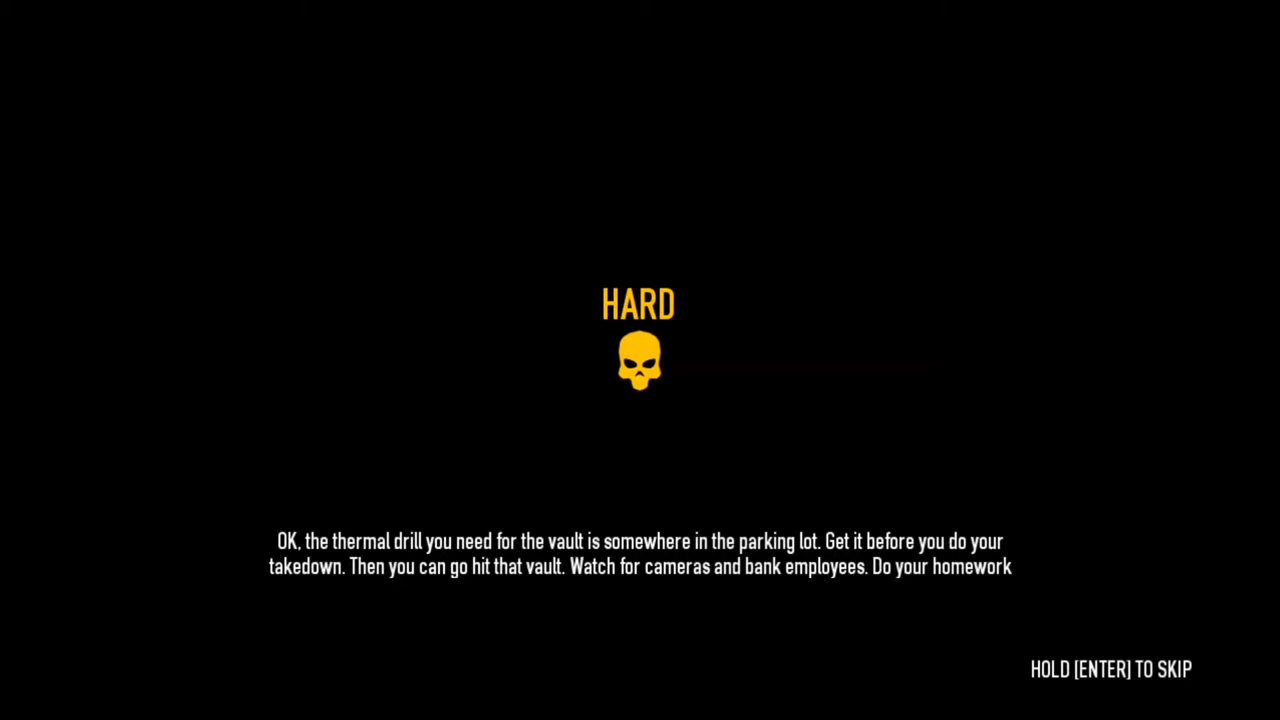 HARD
OK, the thermal drill you need for the vault is somewhere in the parking lot. Get it before you do your
takedown. Then you can go hit that vault. Watch for cameras and bank employees. Do your homework
HOLD [ENTER] TO SKIP